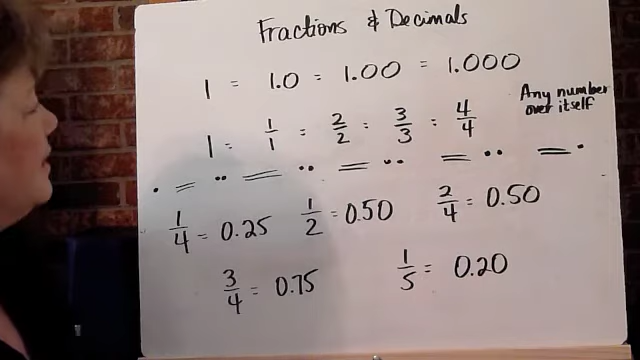 Fractions & Decimals
1 = 1.0 = 1.00 = 1.000
Any number
over itself
1 = 1/1 = 2/2 = 3/3 = 4/4
1/4 = 0.25 1/2 = 0.50 2/4 = 0.50
3/4 = 0.75 1/5 = 0.20